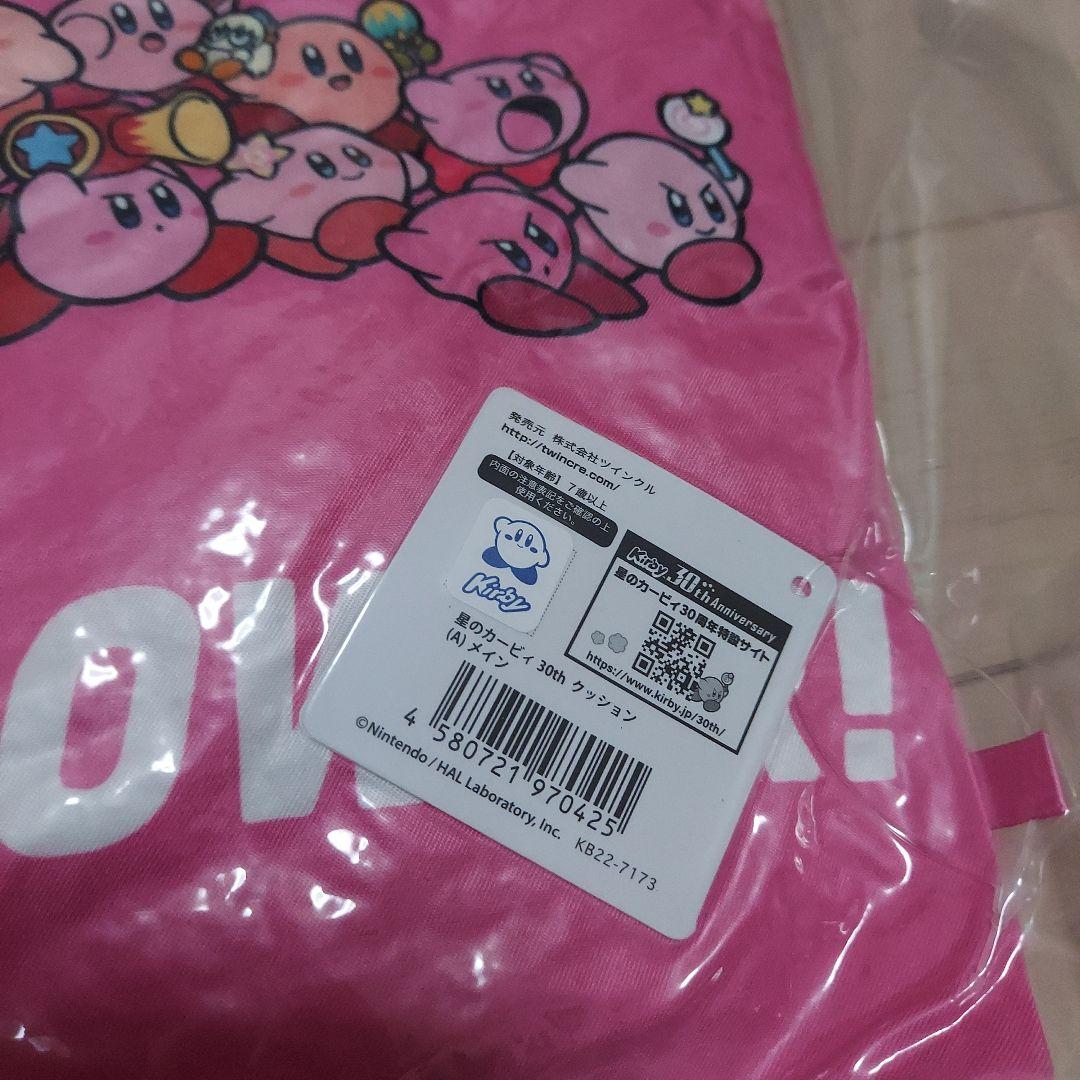 発売元 株式会社ツインクル
http://twincre.com/
【対象年齢】7歳以上
内面の注意表記をご確認の上
使用ください。
Kirby
Kirby 30th Anniversary
星のカービィ30周年特設サイト
https://www.kirby.jp/30th/
星のカービィ 30th クッション
(A) メイン
4 580721 970425
©Nintendo / HAL Laboratory, Inc. KB22-7173